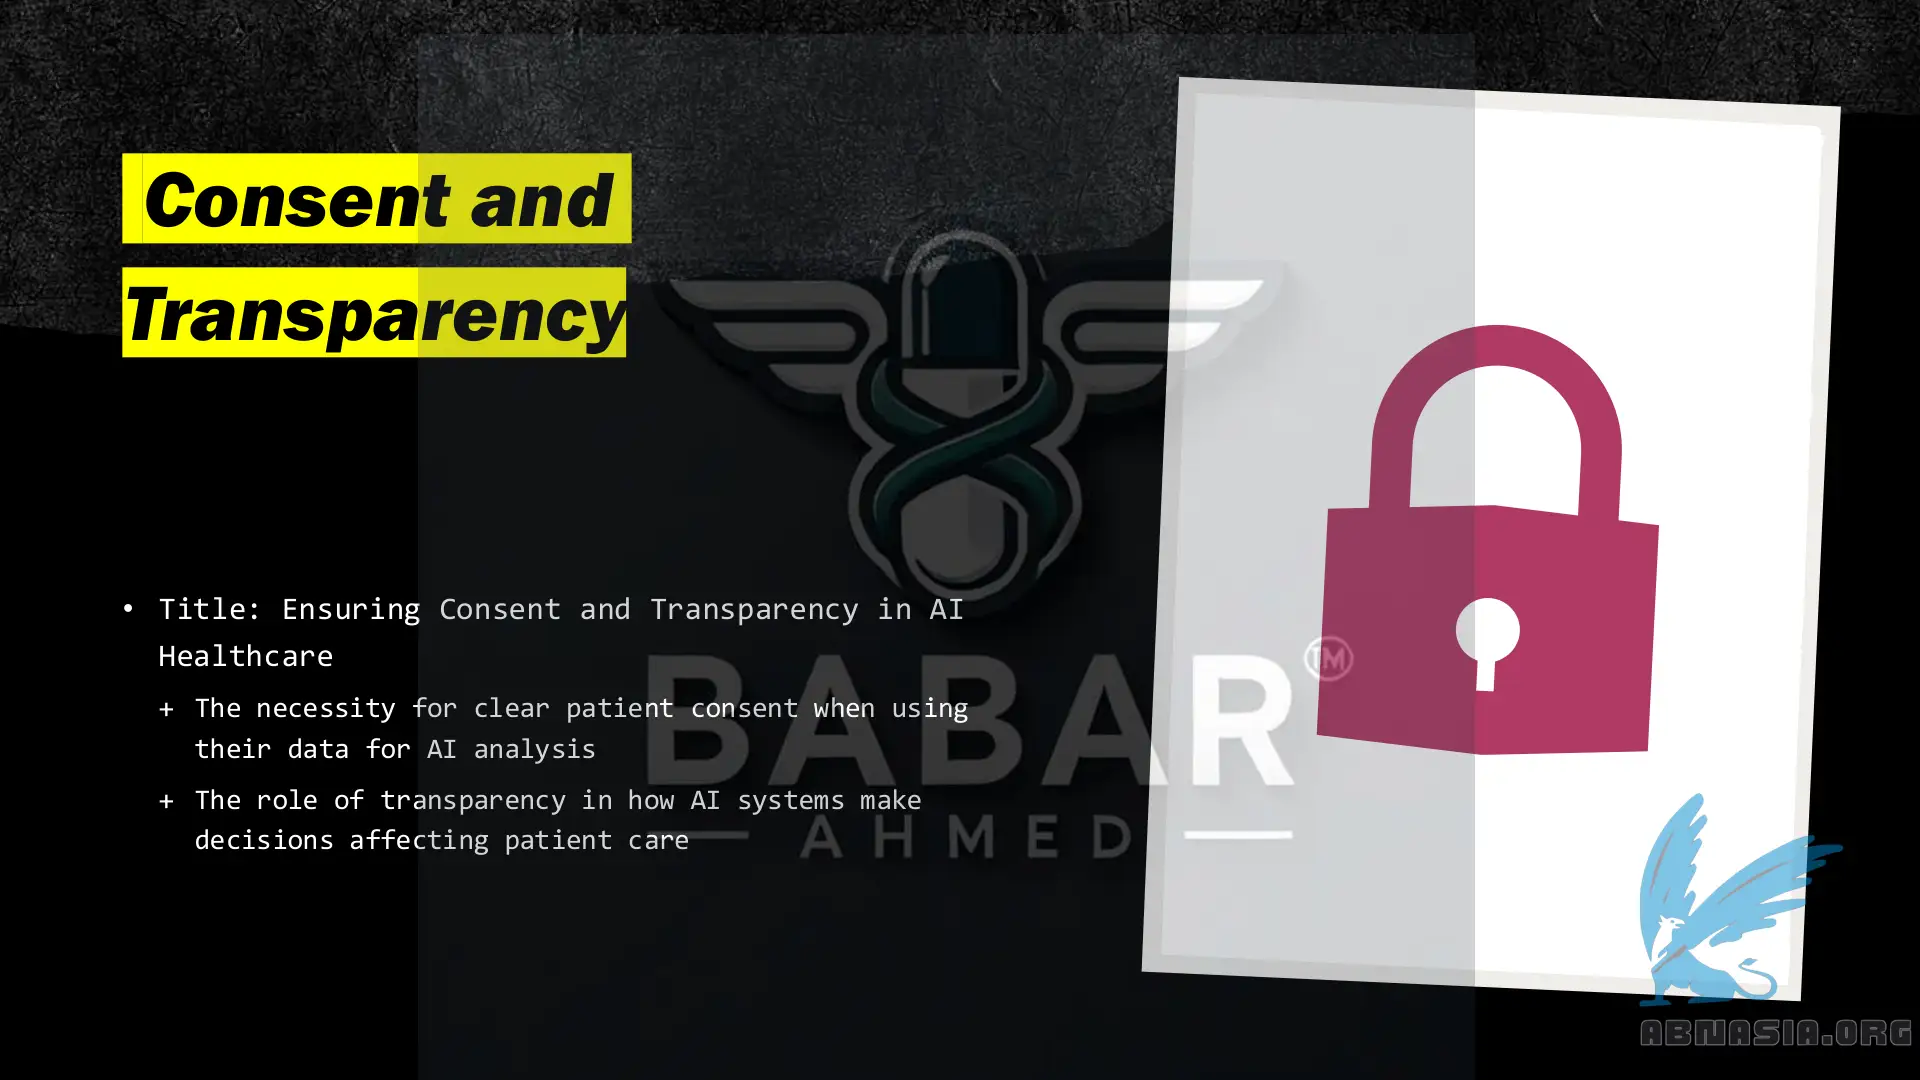 Consent and
Transparency
• Title: Ensuring Consent and Transparency in AI
Healthcare
+ The necessity for clear patient consent when using
their data for AI analysis
+ The role of transparency in how AI systems make
decisions affecting patient care
BABAR™
AHMED
ABNASIA.ORG